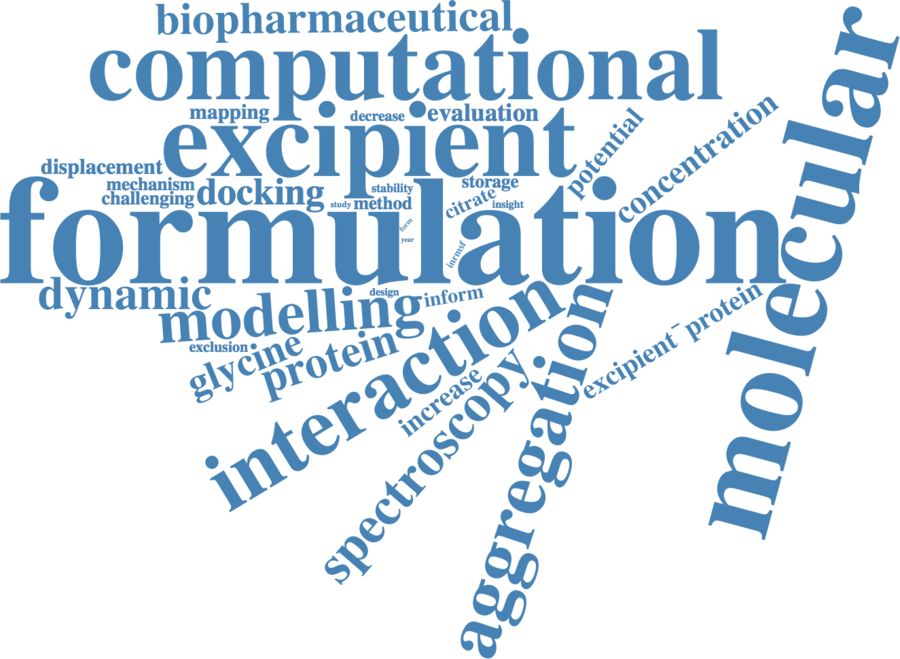 biopharmaceutical
computational
mapping
decrease
evaluation
excipient
potential
concentration
molecular
displacement
mechanism
challenging
docking
stability
study
method
storage
citrate
insight
formulation
form
year
inrmsf
dynamic
modelling
design
inform
exclusion
glycine
protein
interaction
increase
spectroscopy
aggregation
excipient–protein